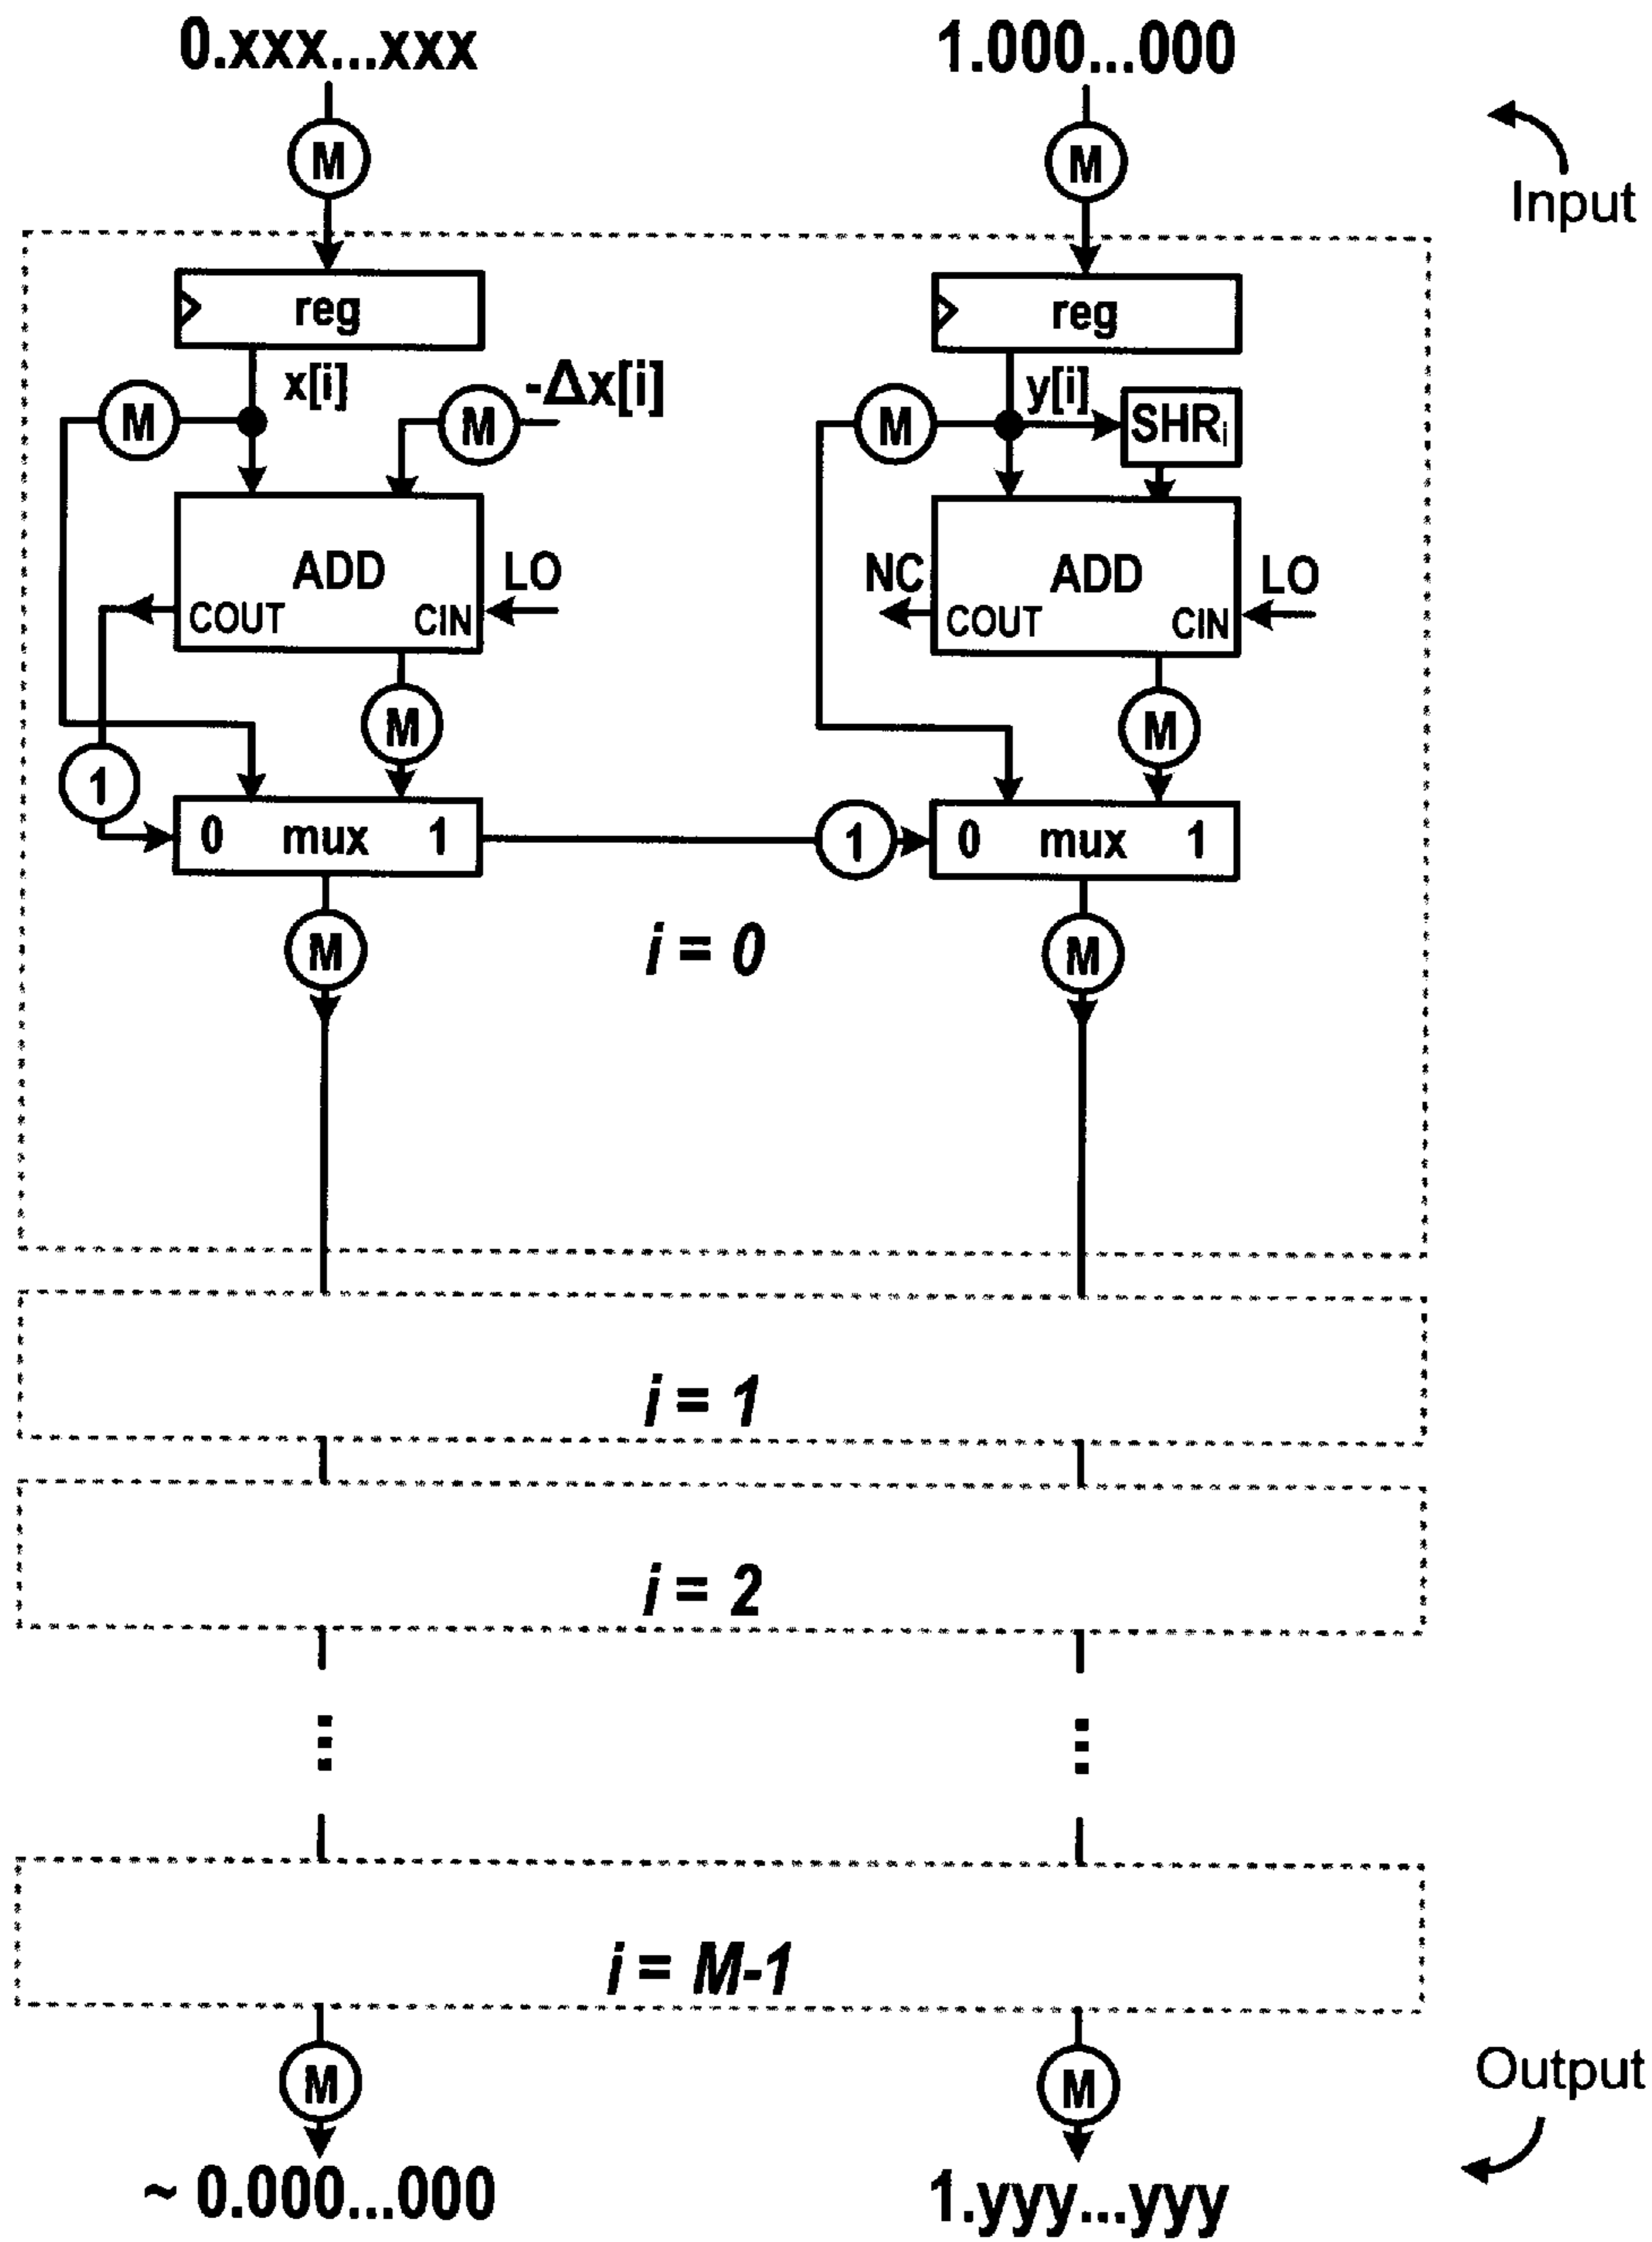 0.xxx...xxx 1.000...000
M M
Input
reg reg
x[i] -Δx[i] y[i] SHRi
M M M
ADD LO NC ADD LO
COUT CIN COUT CIN
M M
1
0 mux 1 1 0 mux 1
M M
i = 0
i = 1
i = 2
i = M-1
M M
Output
~ 0.000...000 1.yyy...yyy